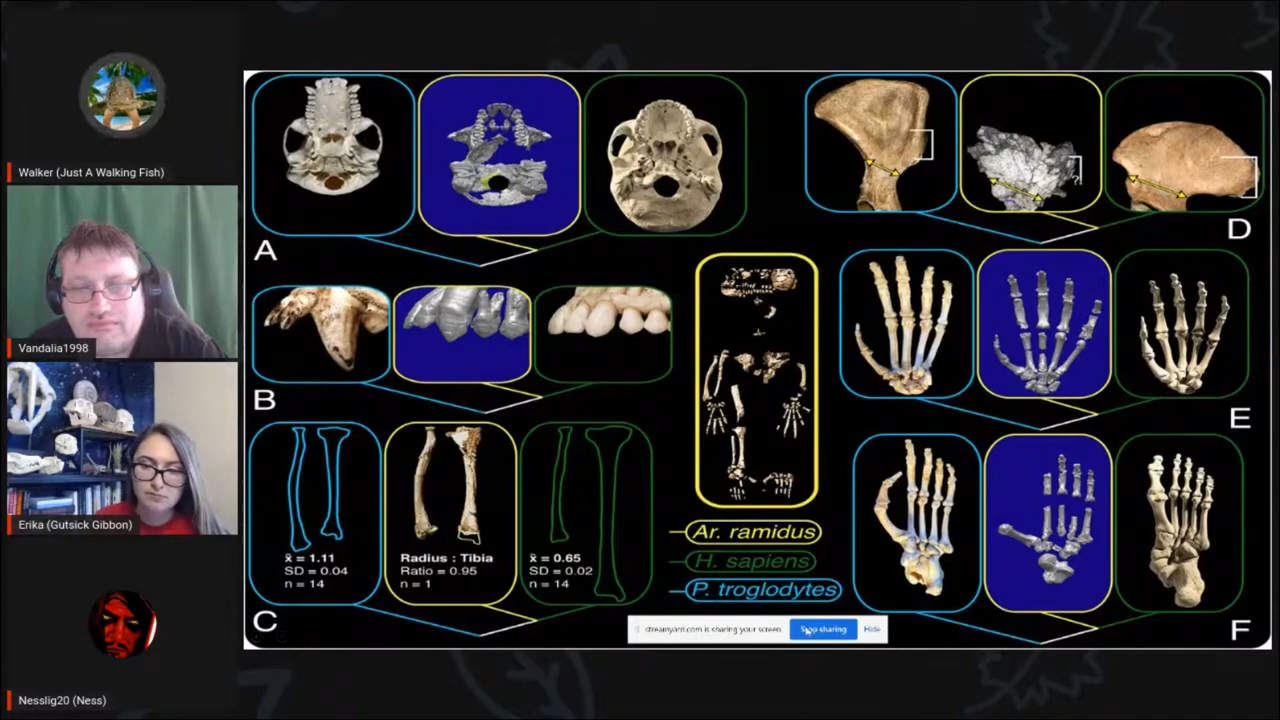 Walker (Just A Walking Fish)
Vandalia1998
Erika (Gutsick Gibbon)
Nesslig20 (Ness)
A
D
B
E
x̄ = 1.11
SD = 0.04
n = 14
Radius : Tibia
Ratio = 0.95
n = 1
x̄ = 0.65
SD = 0.02
n = 14
Ar. ramidus
H. sapiens
P. troglodytes
C
F
?
streamyard.com is sharing your screen.
Stop sharing
Hide